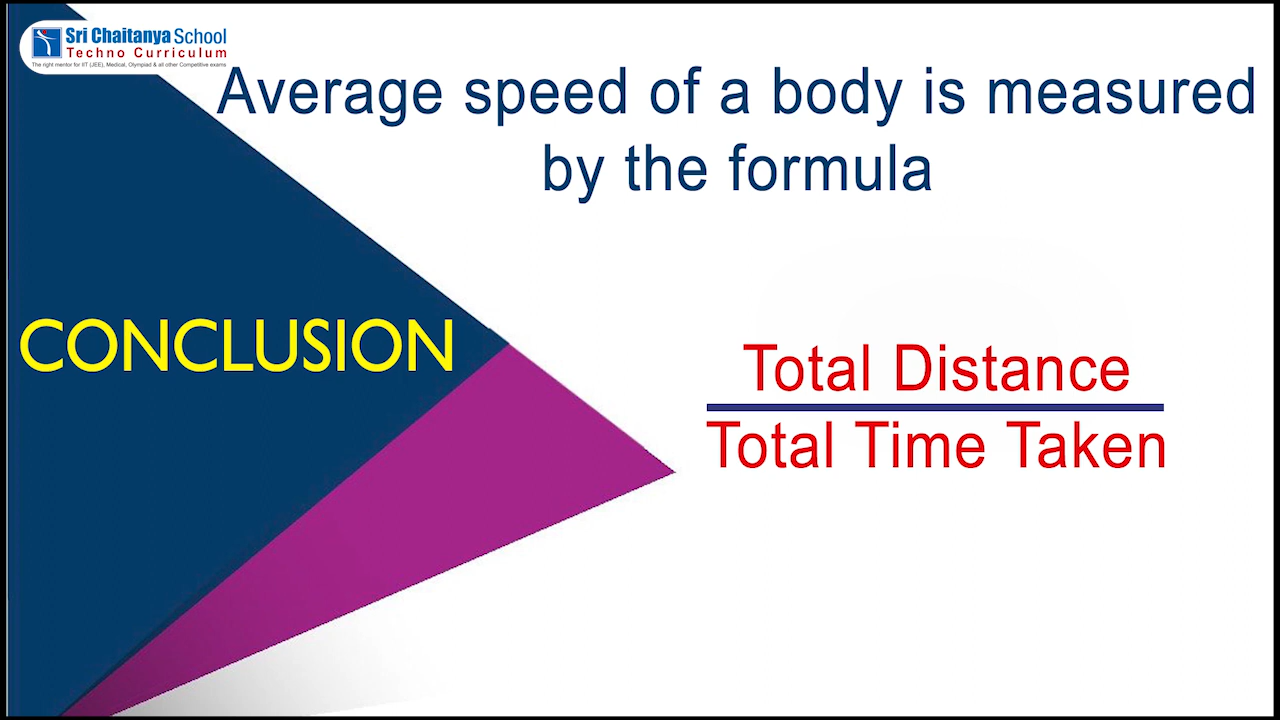 Sri Chaitanya School
Techno Curriculum
The right mentor for IIT (JEE), Medical, Olympiad & all other Competitive exams
Average speed of a body is measured
by the formula
CONCLUSION
Total Distance
Total Time Taken